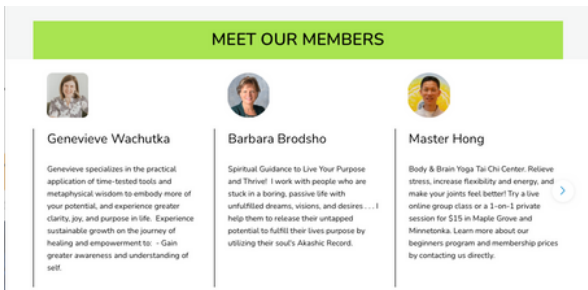 MEET OUR MEMBERS
Genevieve Wachutka
Genevieve specializes in the practical
application of time-tested tools and
metaphysical wisdom to embody more of
your potential, and experience greater
clarity, joy, and purpose in life. Experience
sustainable growth on the journey of
healing and empowerment to: - Gain
greater awareness and understanding of
self.
Barbara Brodsho
Spiritual Guidance to Live Your Purpose
and Thrive! I work with people who are
stuck in a boring, passive life with
unfulfilled dreams, visions, and desires . . . I
help them to release their untapped
potential to fulfill their lives purpose by
utilizing their soul's Akashic Record.
Master Hong
Body & Brain Yoga Tai Chi Center. Relieve
stress, increase flexibility and energy, and
make your joints feel better! Try a live
online group class or a 1-on-1 private
session for $15 in Maple Grove and
Minnetonka. Learn more about our
beginners program and membership prices
by contacting us directly.